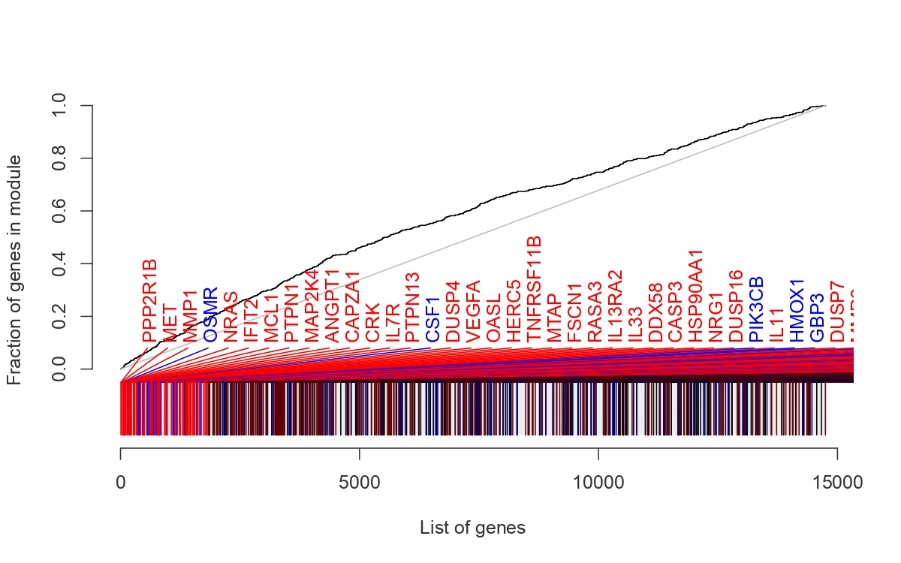 Fraction of genes in module
1.0
0.8
0.6
0.4
0.2
0.0
PPP2R1B
MET
MMP1
OSMR
NRAS
IFIT2
MCL1
PTPN1
MAP2K4
ANGPT1
CAPZA1
CRK
IL7R
PTPN13
CSF1
DUSP4
VEGFA
OASL
HERC5
TNFRSF11B
MTAP
FSCN1
RASA3
IL13RA2
IL33
DDX58
CASP3
HSP90AA1
NRG1
DUSP16
PIK3CB
IL11
HMOX1
GBP3
DUSP7
0
5000
10000
15000
List of genes